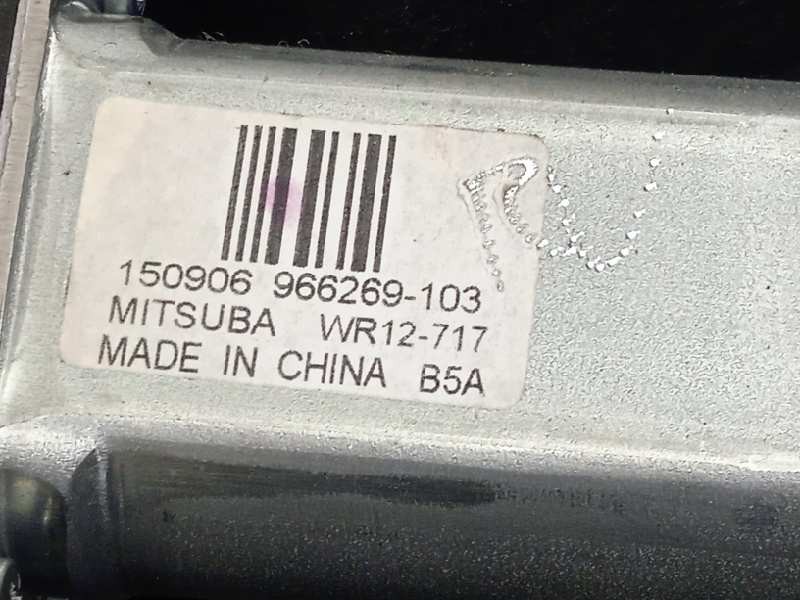 150906 966269-103
MITSUBA WR12-717
MADE IN CHINA B5A